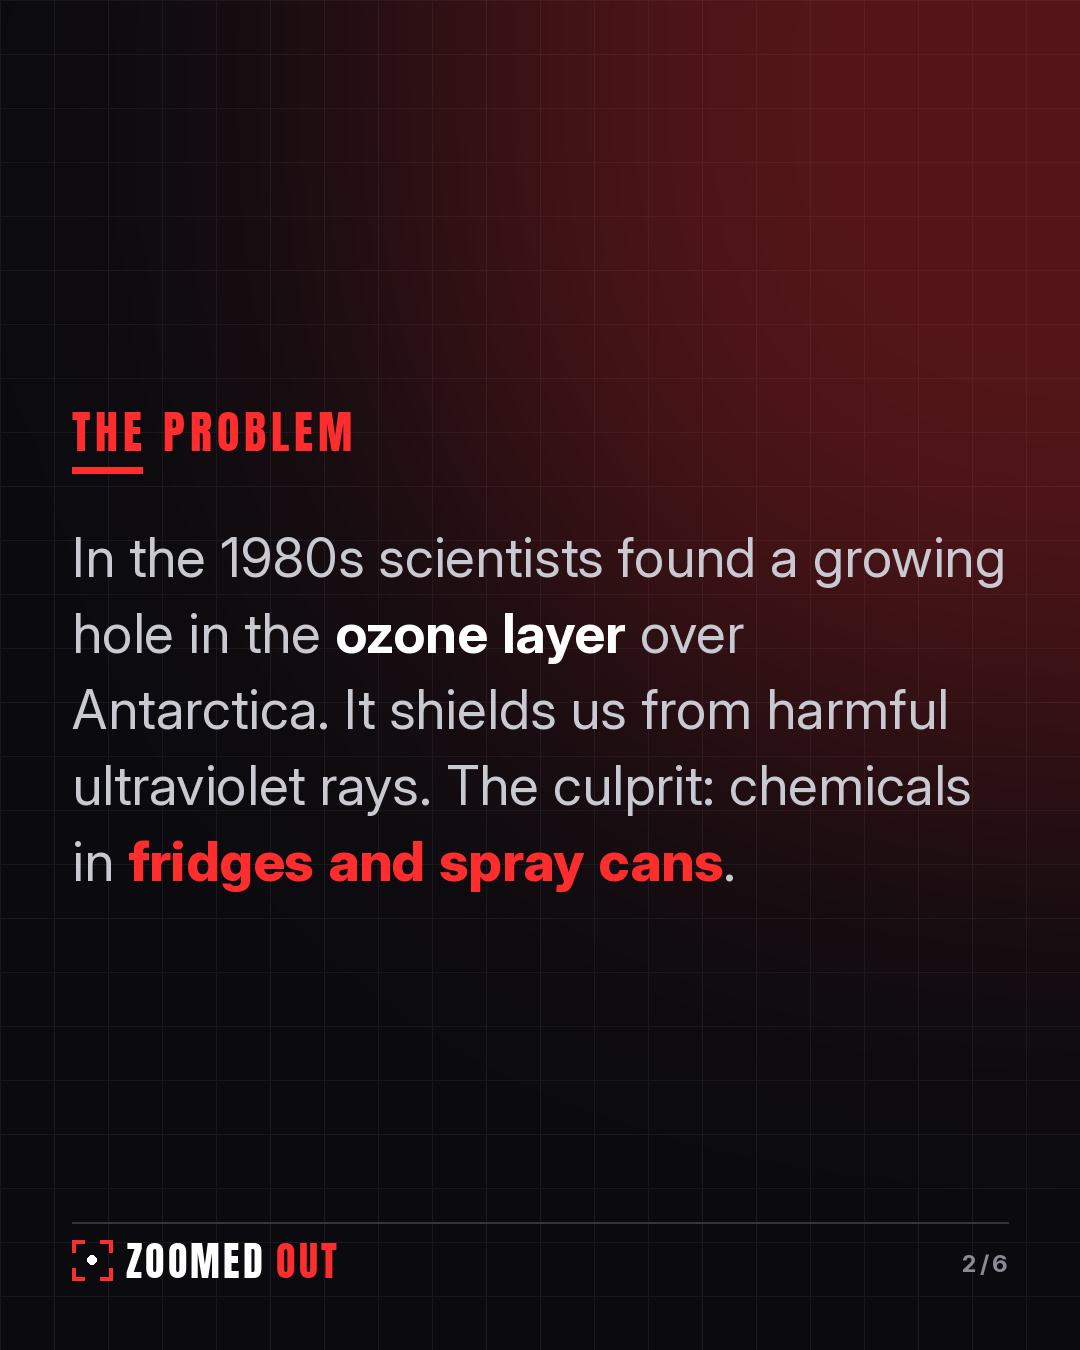 THE PROBLEM
In the 1980s scientists found a growing
hole in the ozone layer over
Antarctica. It shields us from harmful
ultraviolet rays. The culprit: chemicals
in fridges and spray cans.
ZOOMED OUT
2/6